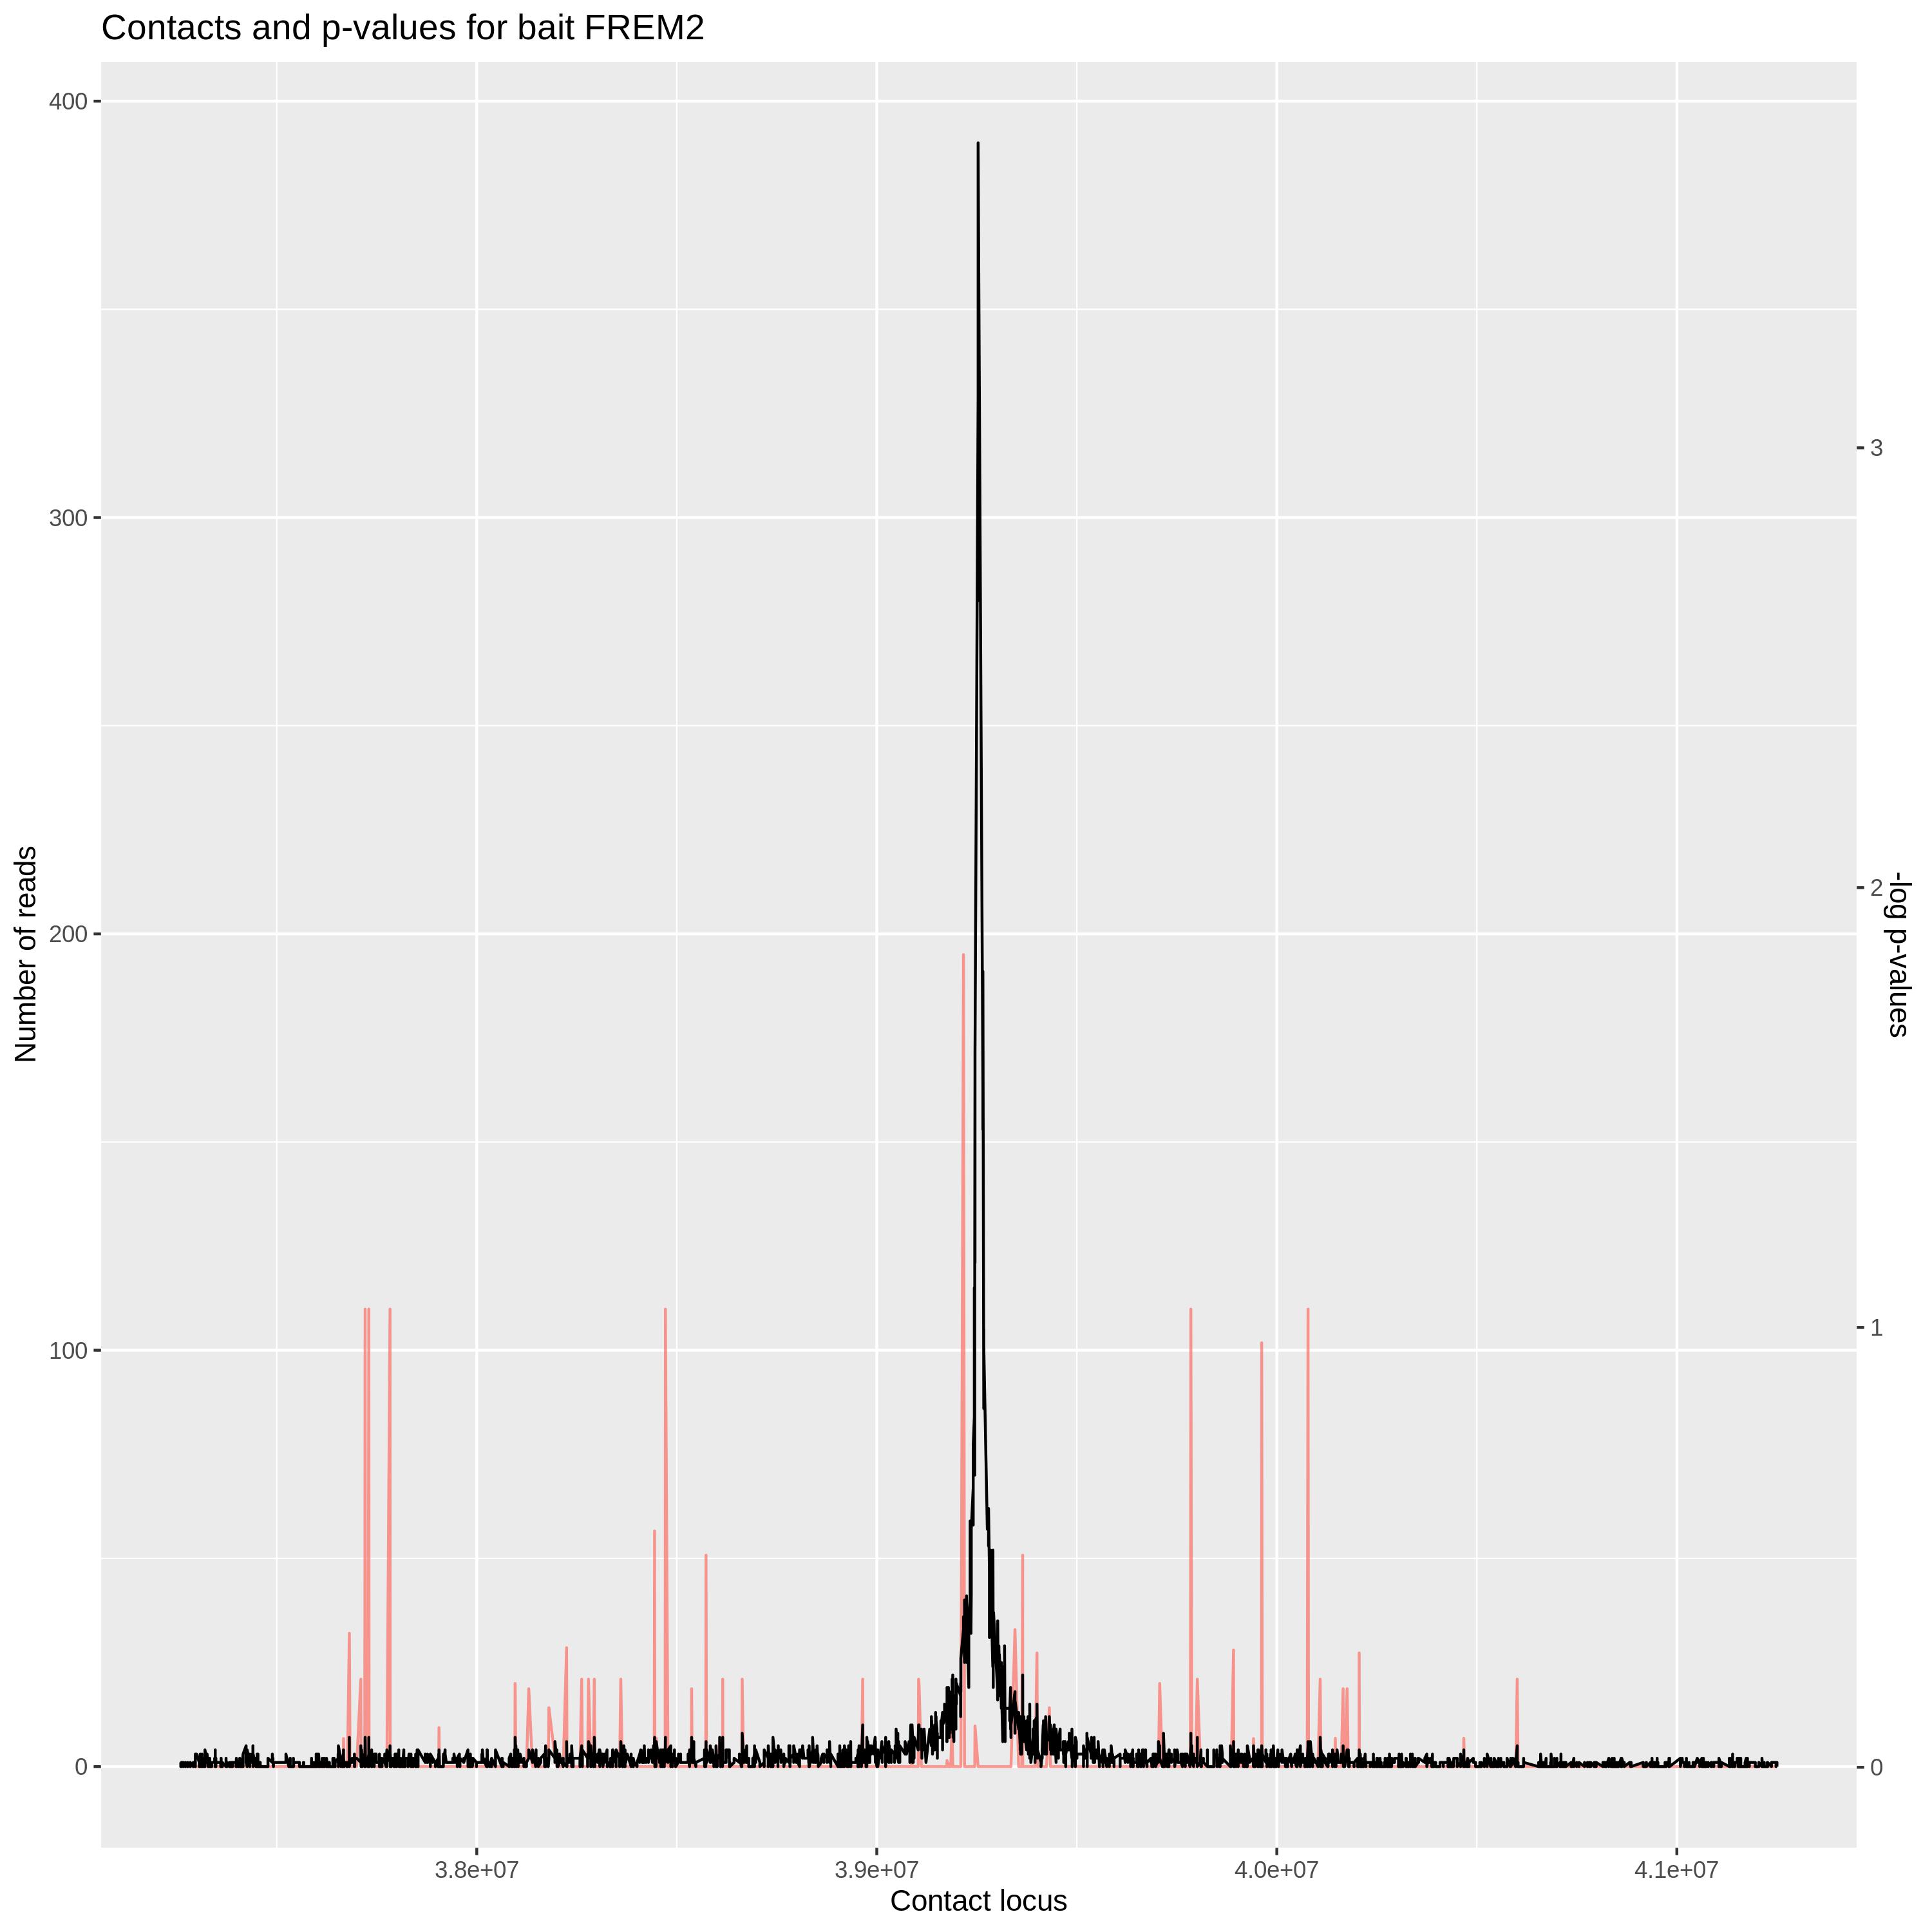 Contacts and p-values for bait FREM2
400
300
200
100
0
Number of reads
3
2
1
0
-log p-values
3.8e+07
3.9e+07
4.0e+07
4.1e+07
Contact locus